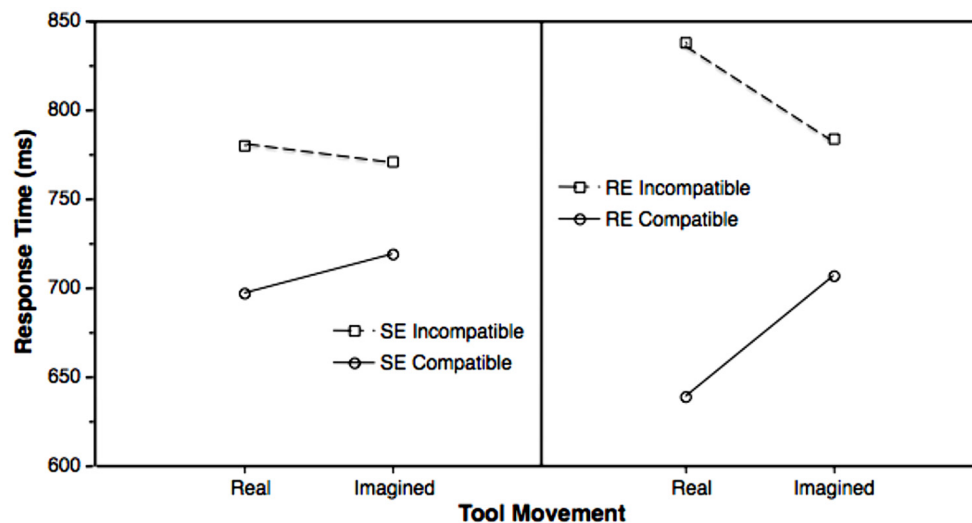 850
800
750
700
650
600
Response Time (ms)
SE Incompatible
SE Compatible
RE Incompatible
RE Compatible
Real Imagined Real Imagined
Tool Movement